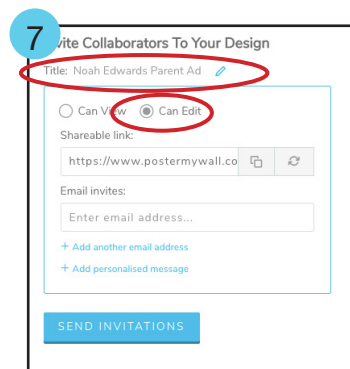 7
vite Collaborators To Your Design
Title: Noah Edwards Parent Ad
Can View Can Edit
Shareable link:
https://www.postermywall.co
Email invites:
Enter email address...
+ Add another email address
+ Add personalised message
SEND INVITATIONS